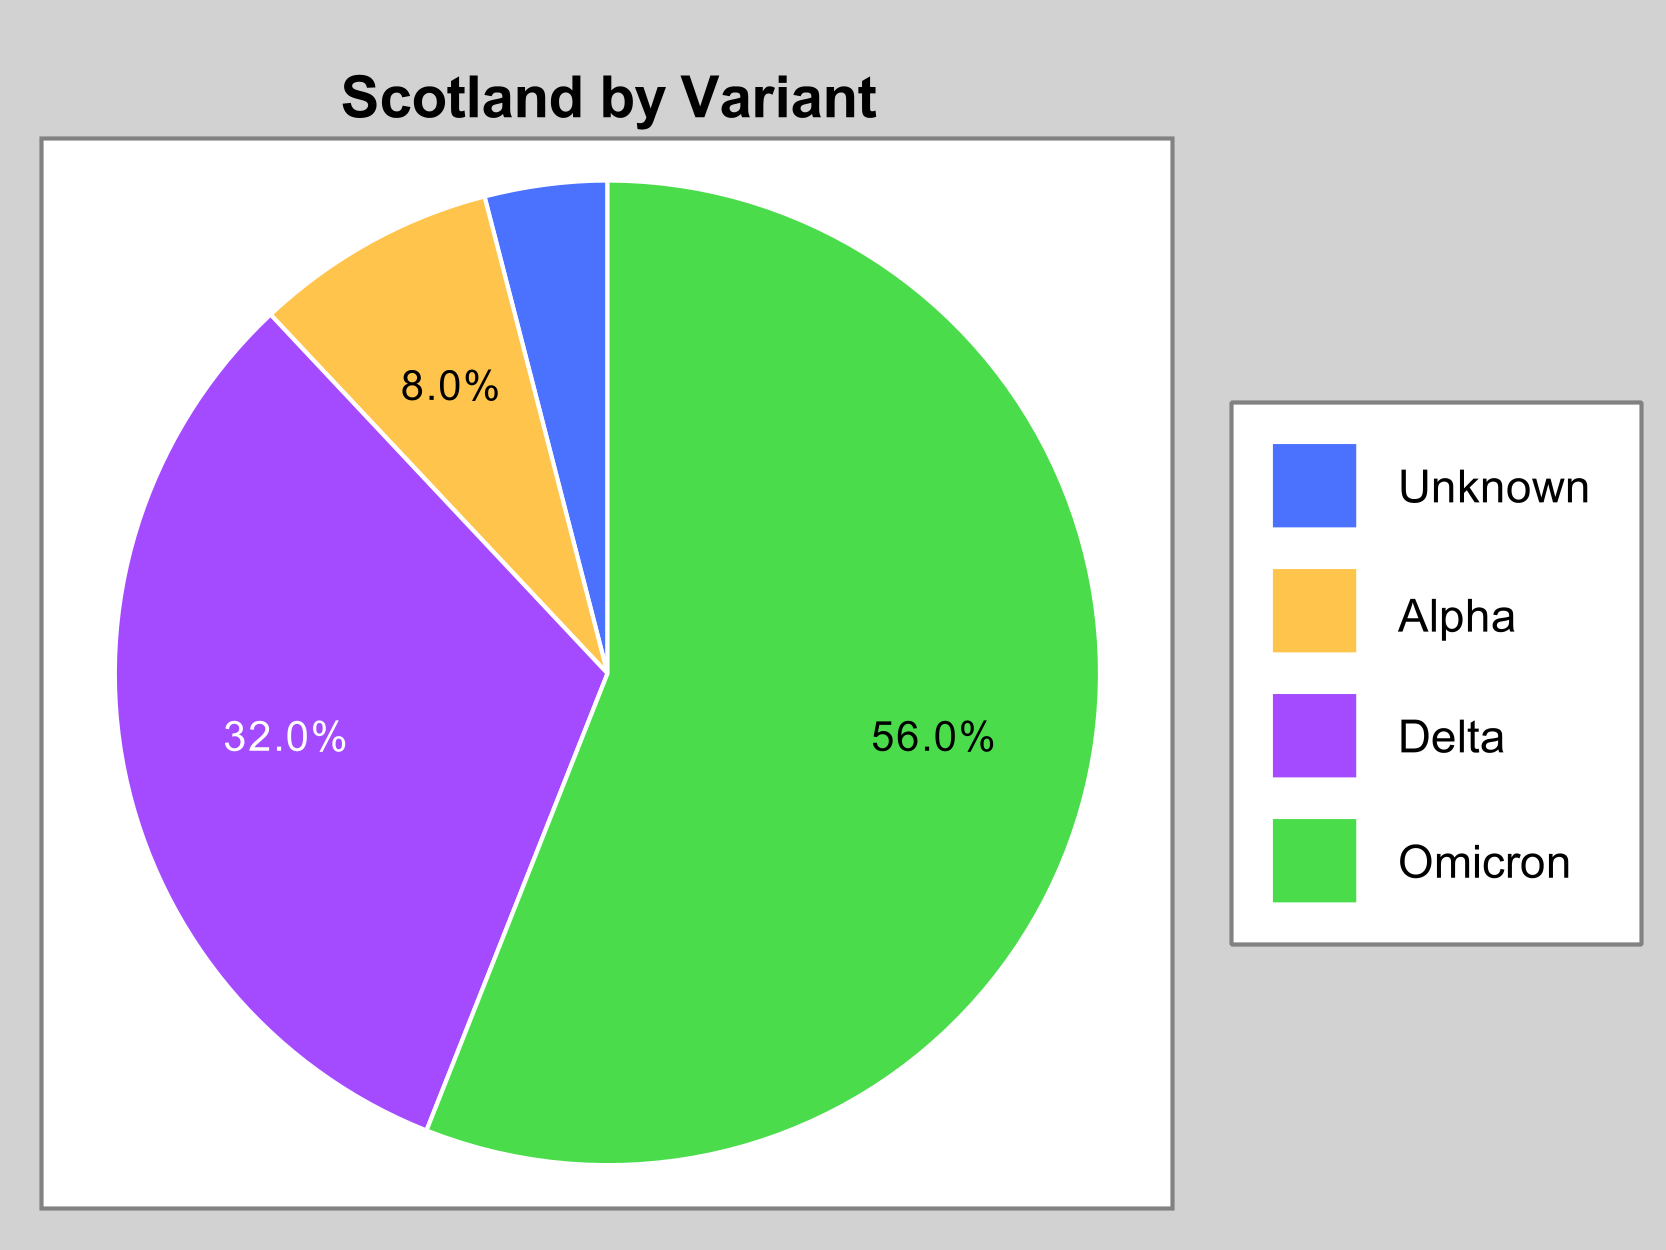 Scotland by Variant
8.0%
32.0%
56.0%
Unknown
Alpha
Delta
Omicron